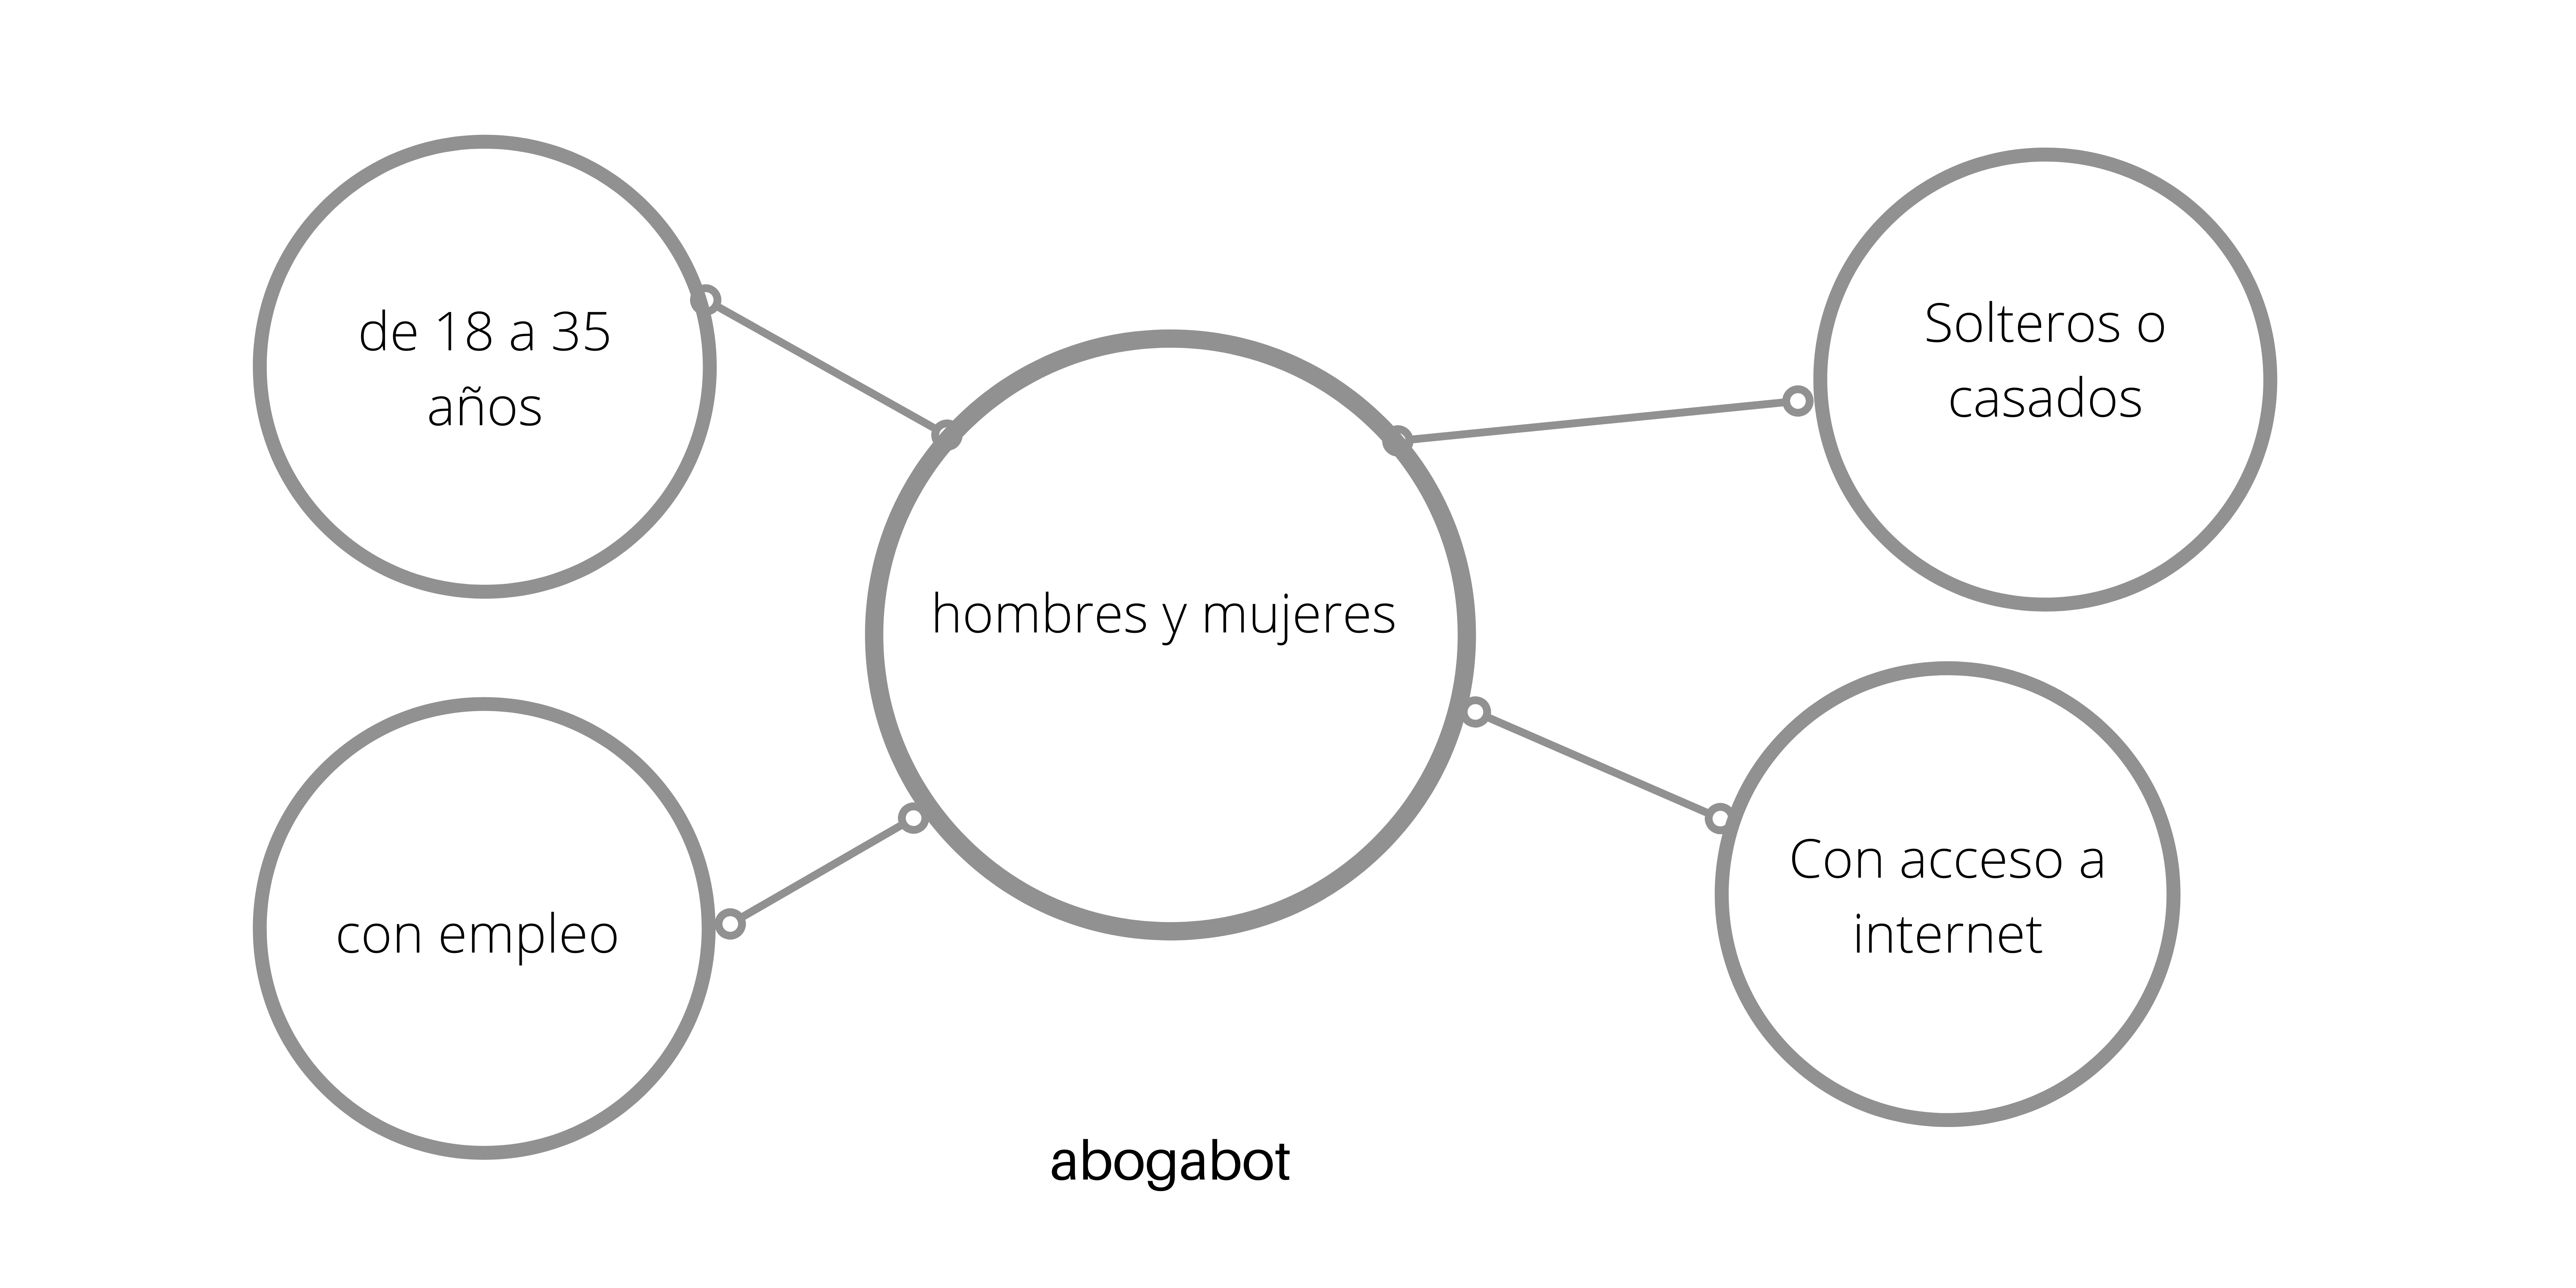 de 18 a 35
años
Solteros o
casados
hombres y mujeres
con empleo
Con acceso a
internet
abogabot